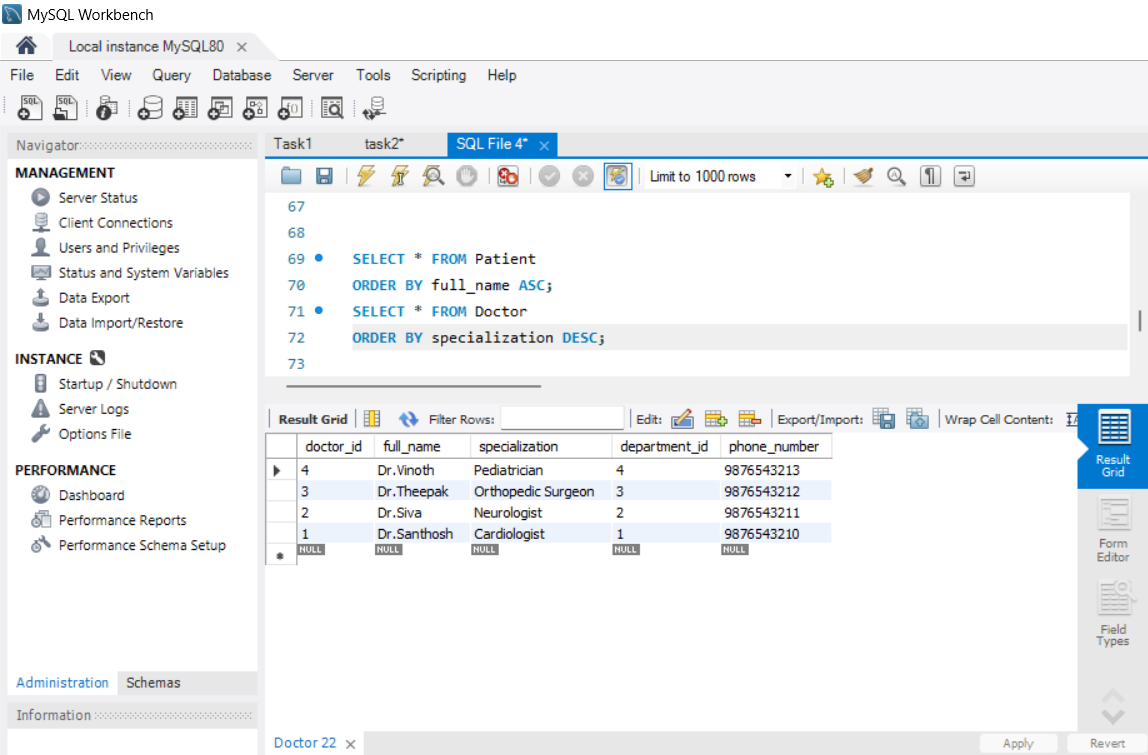 MySQL Workbench
Local instance MySQL80
File Edit View Query Database Server Tools Scripting Help
Navigator
MANAGEMENT
Server Status
Client Connections
Users and Privileges
Status and System Variables
Data Export
Data Import/Restore
INSTANCE
Startup / Shutdown
Server Logs
Options File
PERFORMANCE
Dashboard
Performance Reports
Performance Schema Setup
Administration Schemas
Information
Task1 task2* SQL File 4*
Limit to 1000 rows
67
68
69 SELECT * FROM Patient
70 ORDER BY full_name ASC;
71 SELECT * FROM Doctor
72 ORDER BY specialization DESC;
73
Result Grid Filter Rows: Edit: Export/Import: Wrap Cell Content:
doctor_id full_name specialization department_id phone_number
4 Dr.Vinoth Pediatrician 4 9876543213
3 Dr.Theepak Orthopedic Surgeon 3 9876543212
2 Dr.Siva Neurologist 2 9876543211
1 Dr.Santhosh Cardiologist 1 9876543210
NULL NULL NULL NULL NULL
Result
Grid
Form
Editor
Field
Types
Doctor 22
Apply Revert